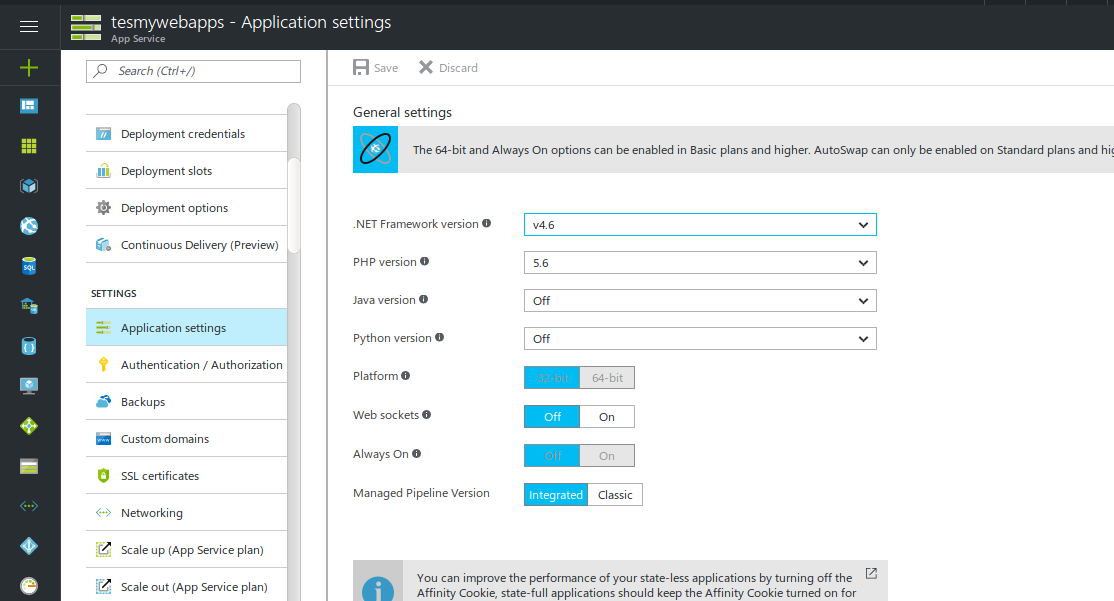 tesmywebapps - Application settings
App Service
Search (Ctrl+/)
Deployment credentials
Deployment slots
Deployment options
Continuous Delivery (Preview)
SETTINGS
Application settings
Authentication / Authorization
Backups
Custom domains
SSL certificates
Networking
Scale up (App Service plan)
Scale out (App Service plan)
Save Discard
General settings
The 64-bit and Always On options can be enabled in Basic plans and higher. AutoSwap can only be enabled on Standard plans and hig
.NET Framework version v4.6
PHP version 5.6
Java version Off
Python version Off
Platform 32-bit 64-bit
Web sockets Off On
Always On Off On
Managed Pipeline Version Integrated Classic
You can improve the performance of your state-less applications by turning off the
Affinity Cookie, state-full applications should keep the Affinity Cookie turned on for